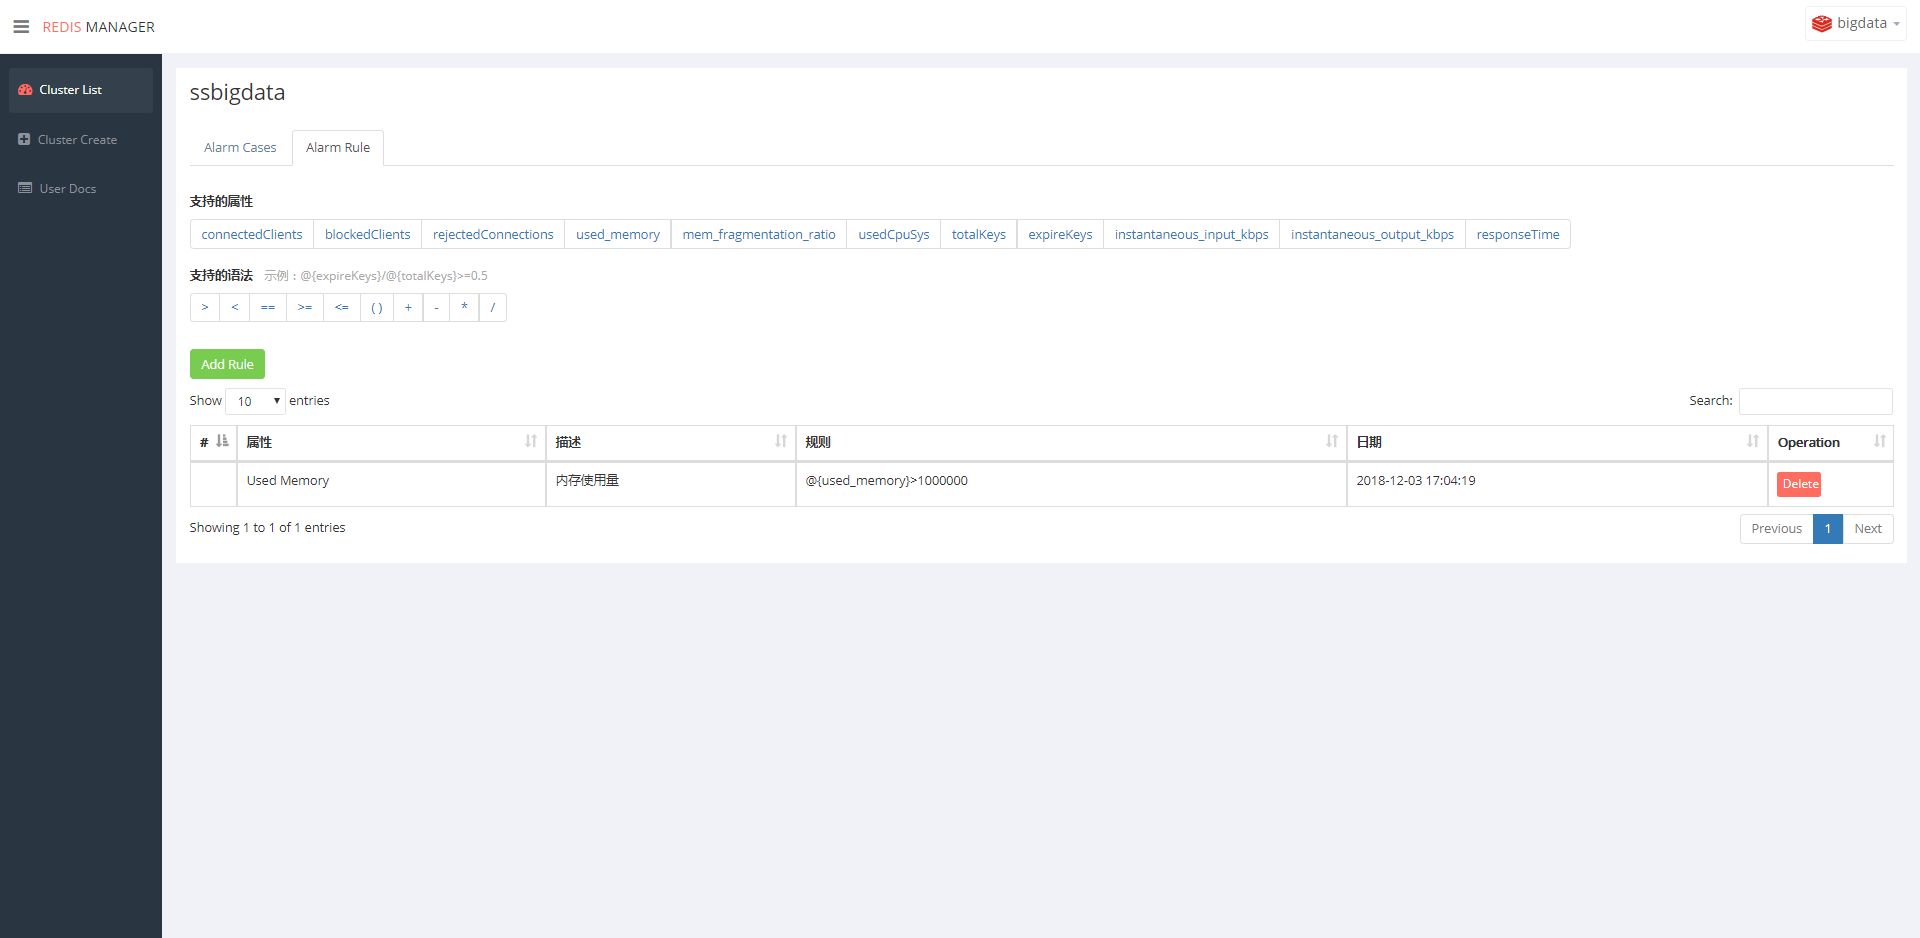 REDIS MANAGER
bigdata
Cluster List
Cluster Create
User Docs
ssbigdata
Alarm Cases
Alarm Rule
支持的属性
connectedClients blockedClients rejectedConnections used_memory mem_fragmentation_ratio usedCpuSys totalKeys expireKeys instantaneous_input_kbps instantaneous_output_kbps responseTime
支持的语法 示例：@{expireKeys}/@{totalKeys}>=0.5
> < == >= <= ( ) + - * /
Add Rule
Show 10 entries
Search:
# 属性 描述 规则 日期 Operation
Used Memory 内存使用量 @{used_memory}>1000000 2018-12-03 17:04:19 Delete
Showing 1 to 1 of 1 entries
Previous 1 Next